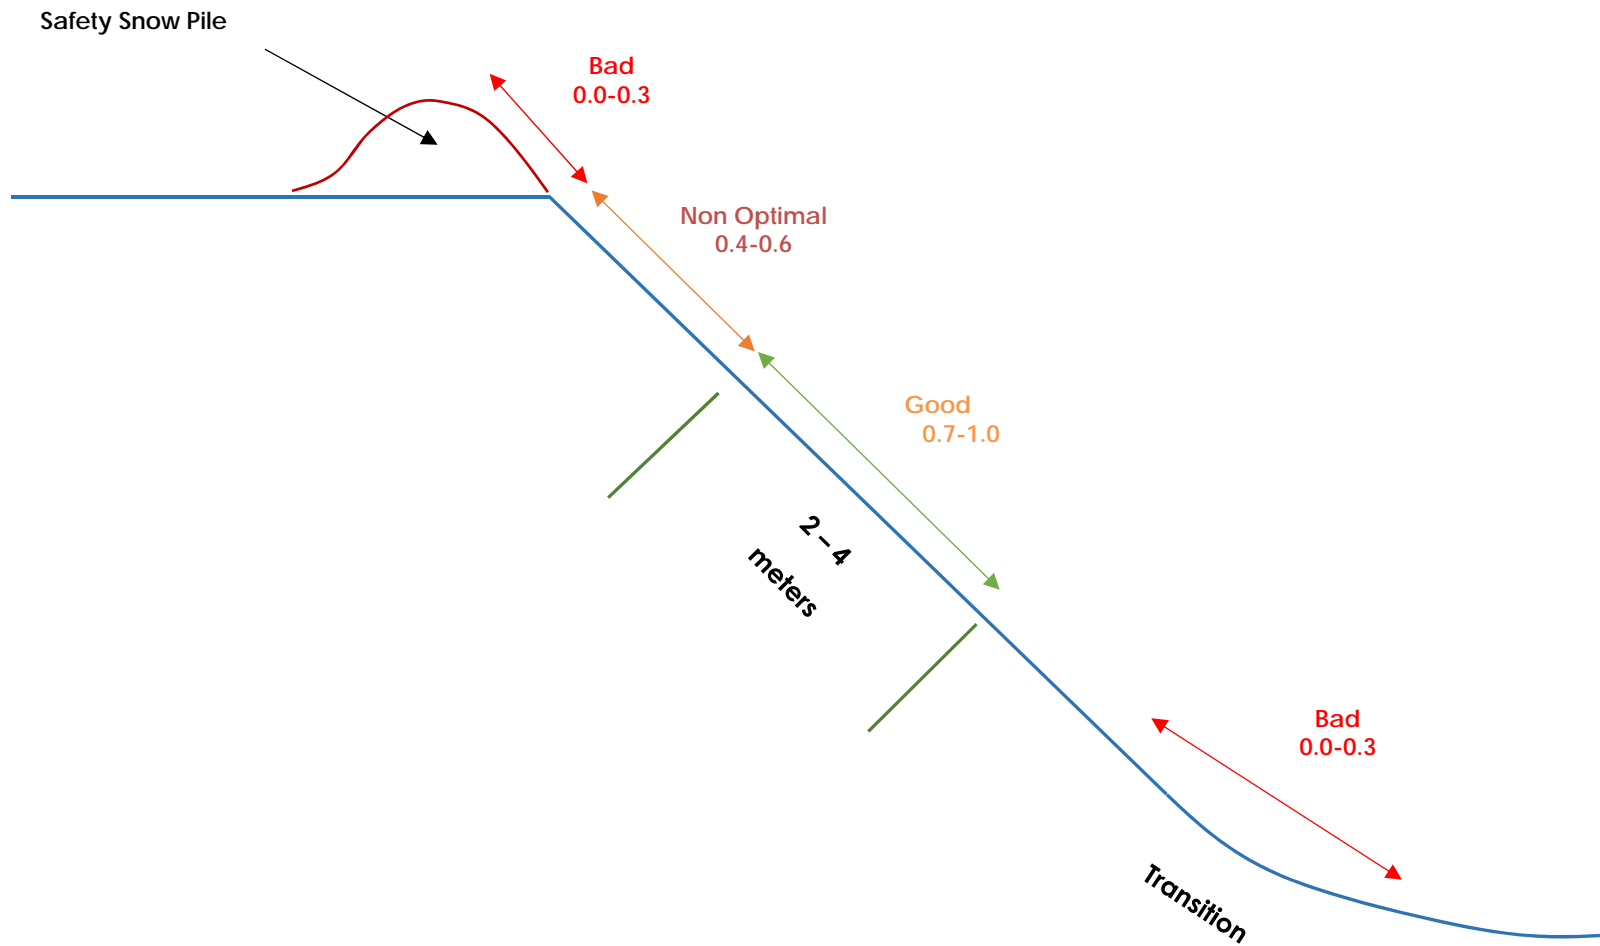 Safety Snow Pile
Bad
0.0-0.3
Non Optimal
0.4-0.6
Good
0.7-1.0
2 – 4
meters
Bad
0.0-0.3
Transition